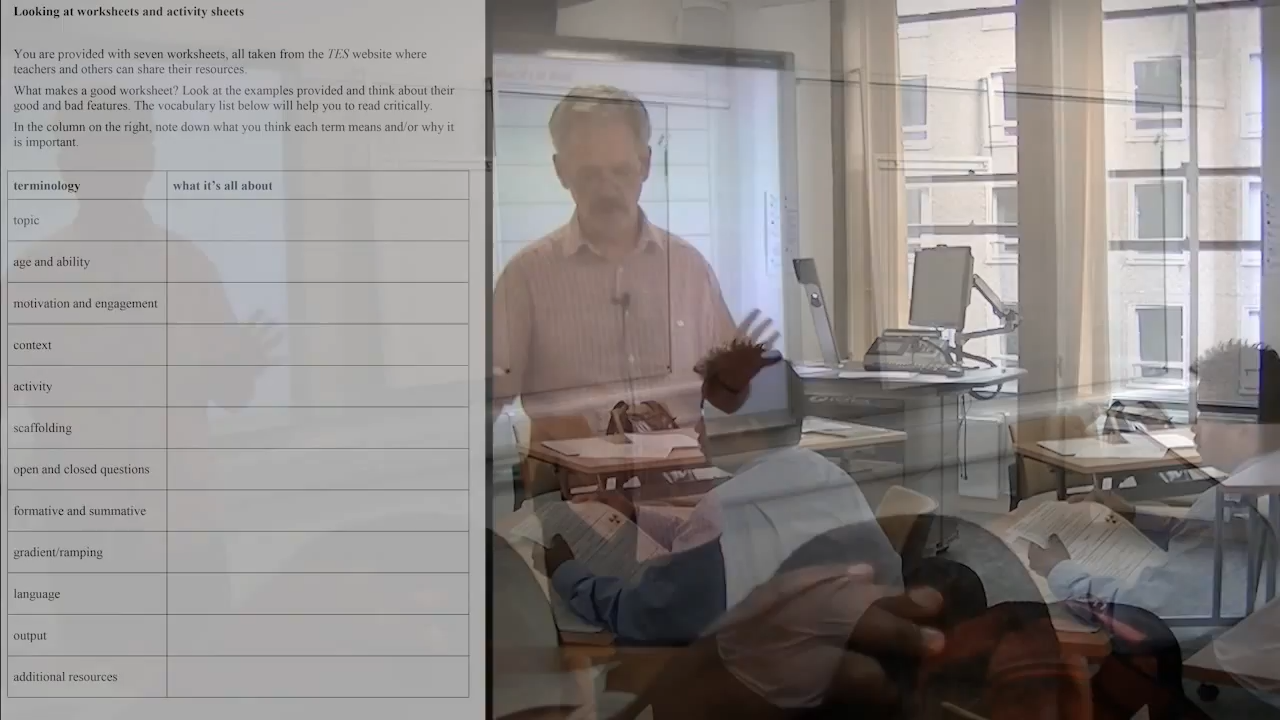 Looking at worksheets and activity sheets
You are provided with seven worksheets, all taken from the TES website where
teachers and others can share their resources.
What makes a good worksheet? Look at the examples provided and think about their
good and bad features. The vocabulary list below will help you to read critically.
In the column on the right, note down what you think each term means and/or why it
is important.
terminology what it's all about
topic
age and ability
motivation and engagement
context
activity
scaffolding
open and closed questions
formative and summative
gradient/ramping
language
output
additional resources